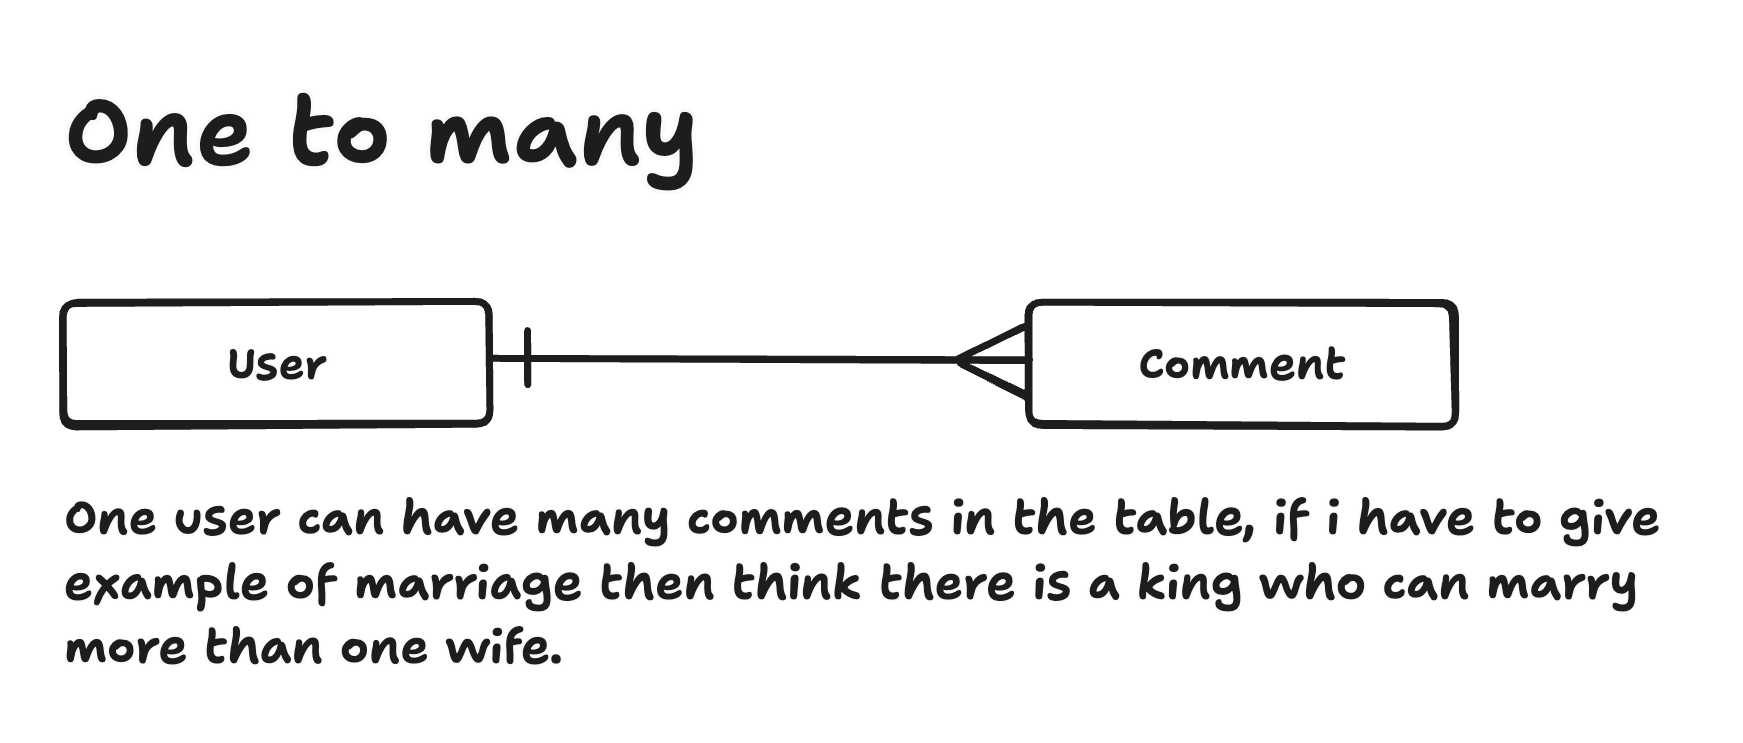 One to many
User
Comment
One user can have many comments in the table, if i have to give
example of marriage then think there is a king who can marry
more than one wife.